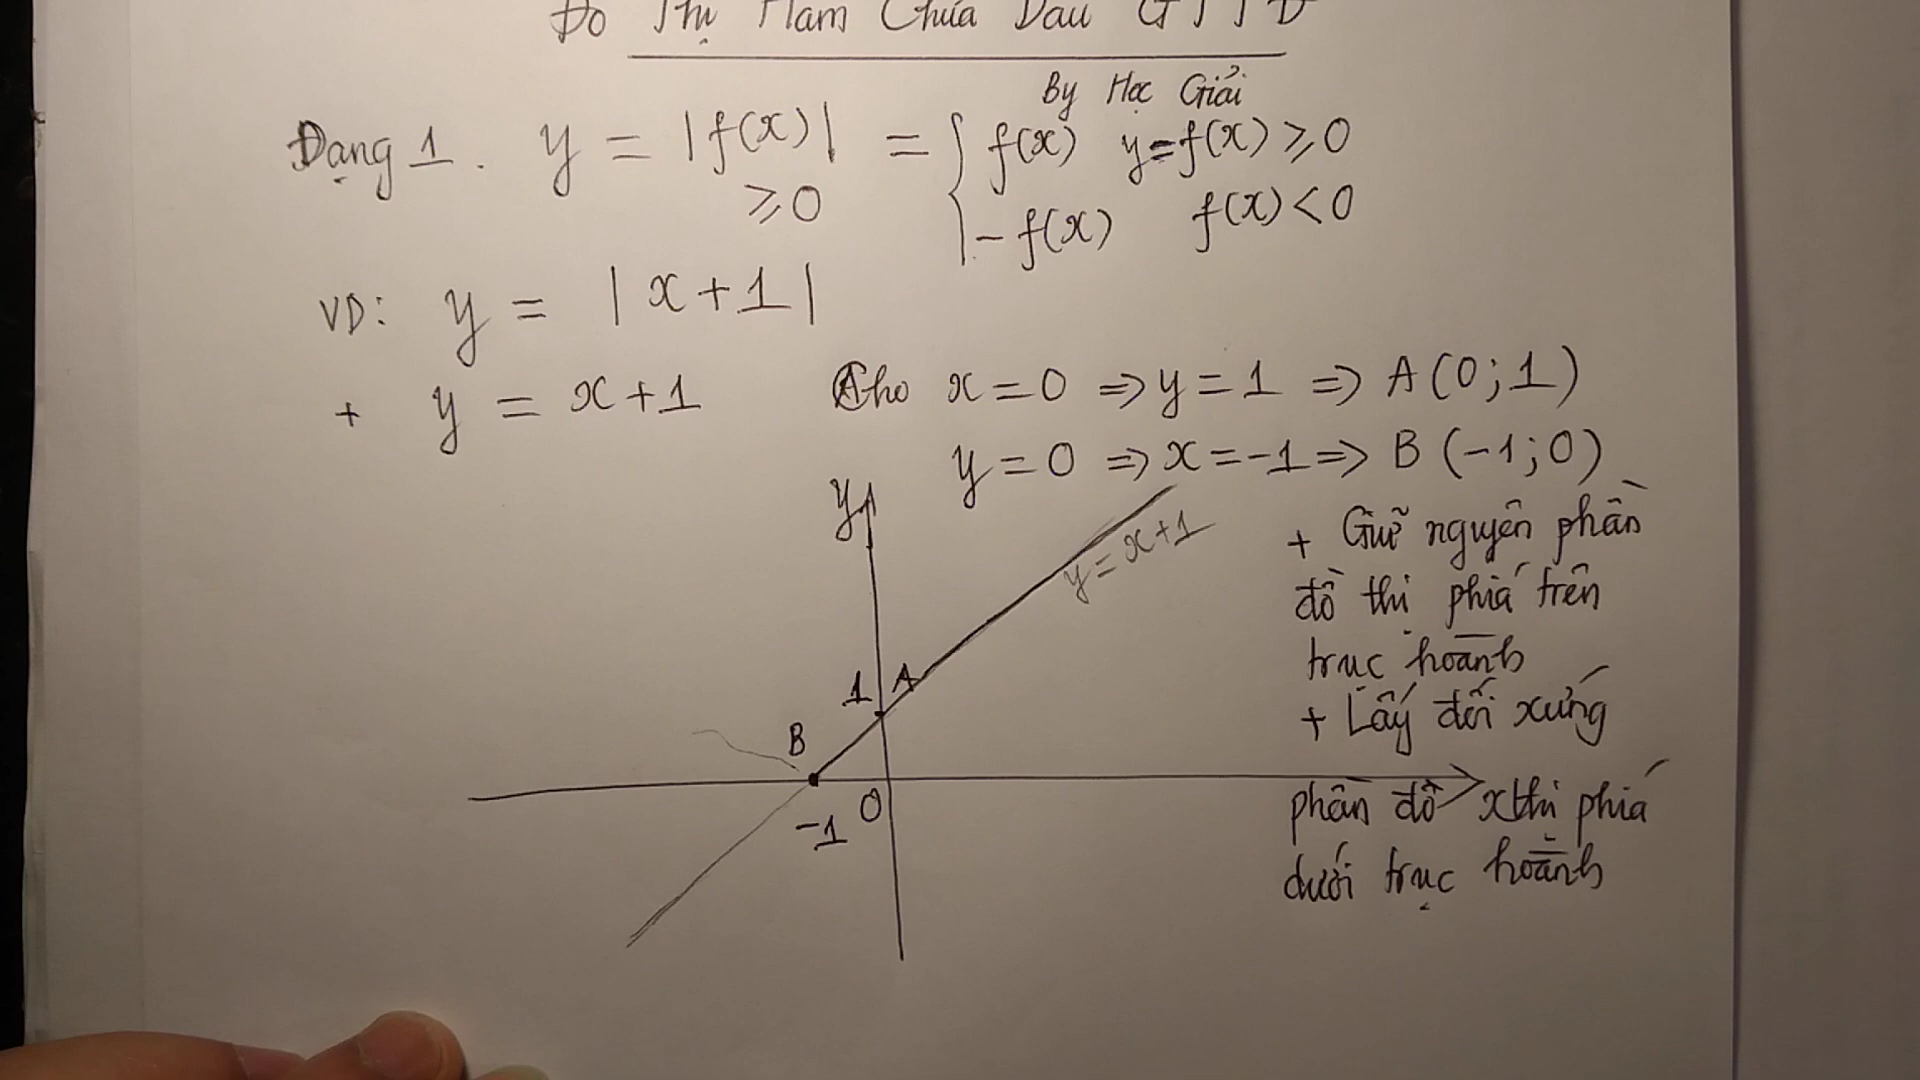 Đồ Thị Hàm Chứa Dấu GTTĐ
By Học Giải
Dạng 1. y = |f(x)| = { f(x) y=f(x) ⩾ 0
⩾0 -f(x) f(x) < 0
VD: y = |x+1|
+ y = x+1 Cho x=0 => y=1 => A(0;1)
y=0 => x=-1 => B(-1;0)
y
y=x+1
+ Giữ nguyên phần
đồ thị phía trên
trục hoành
1 A
+ Lấy đối xứng
B
-1 0
x
phần đồ thị phía
dưới trục hoành